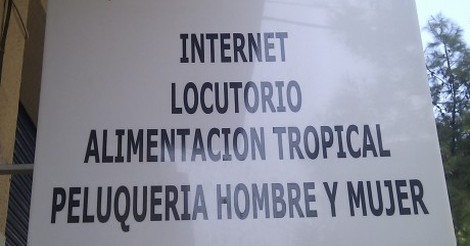 INTERNET
LOCUTORIO
ALIMENTACION TROPICAL
PELUQUERIA HOMBRE Y MUJER